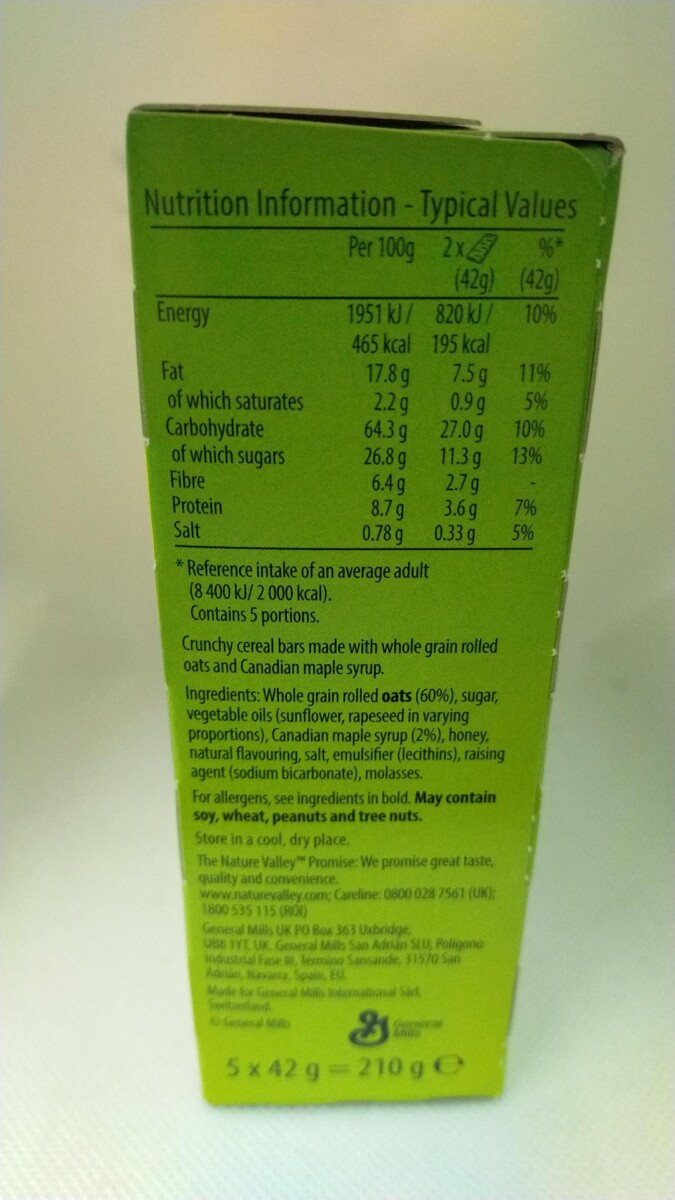 Nutrition Information - Typical Values
Per 100g 2 x (42g) %* (42g)
Energy 1951 kJ / 820 kJ / 10%
465 kcal 195 kcal
Fat 17.8 g 7.5 g 11%
of which saturates 2.2 g 0.9 g 5%
Carbohydrate 64.3 g 27.0 g 10%
of which sugars 26.8 g 11.3 g 13%
Fibre 6.4 g 2.7 g -
Protein 8.7 g 3.6 g 7%
Salt 0.78 g 0.33 g 5%
* Reference intake of an average adult
(8 400 kJ/ 2 000 kcal).
Contains 5 portions.
Crunchy cereal bars made with whole grain rolled
oats and Canadian maple syrup.
Ingredients: Whole grain rolled oats (60%), sugar,
vegetable oils (sunflower, rapeseed in varying
proportions), Canadian maple syrup (2%), honey,
natural flavouring, salt, emulsifier (lecithins), raising
agent (sodium bicarbonate), molasses.
For allergens, see ingredients in bold. May contain
soy, wheat, peanuts and tree nuts.
Store in a cool, dry place.
The Nature Valley™ Promise: We promise great taste,
quality and convenience.
www.naturevalley.com; Careline: 0800 028 7561 (UK);
1800 535 115 (ROI)
General Mills UK PO Box 363 Uxbridge,
UB8 1YT, UK. General Mills San Adrián SLU, Polígono
Industrial Fase III, Término Sansande, 31570 San
Adrián, Navarra, Spain, EU.
Made for General Mills International Sàrl,
Switzerland.
© General Mills
General
Mills
5 x 42 g = 210 g ℮